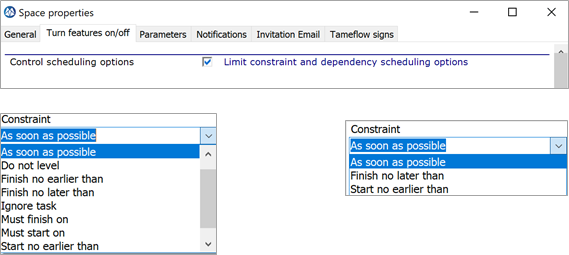 Space properties
General Turn features on/off Parameters Notifications Invitation Email Tameflow signs
Control scheduling options Limit constraint and dependency scheduling options
Constraint
As soon as possible
As soon as possible
Do not level
Finish no earlier than
Finish no later than
Ignore task
Must finish on
Must start on
Start no earlier than
Constraint
As soon as possible
As soon as possible
Finish no later than
Start no earlier than